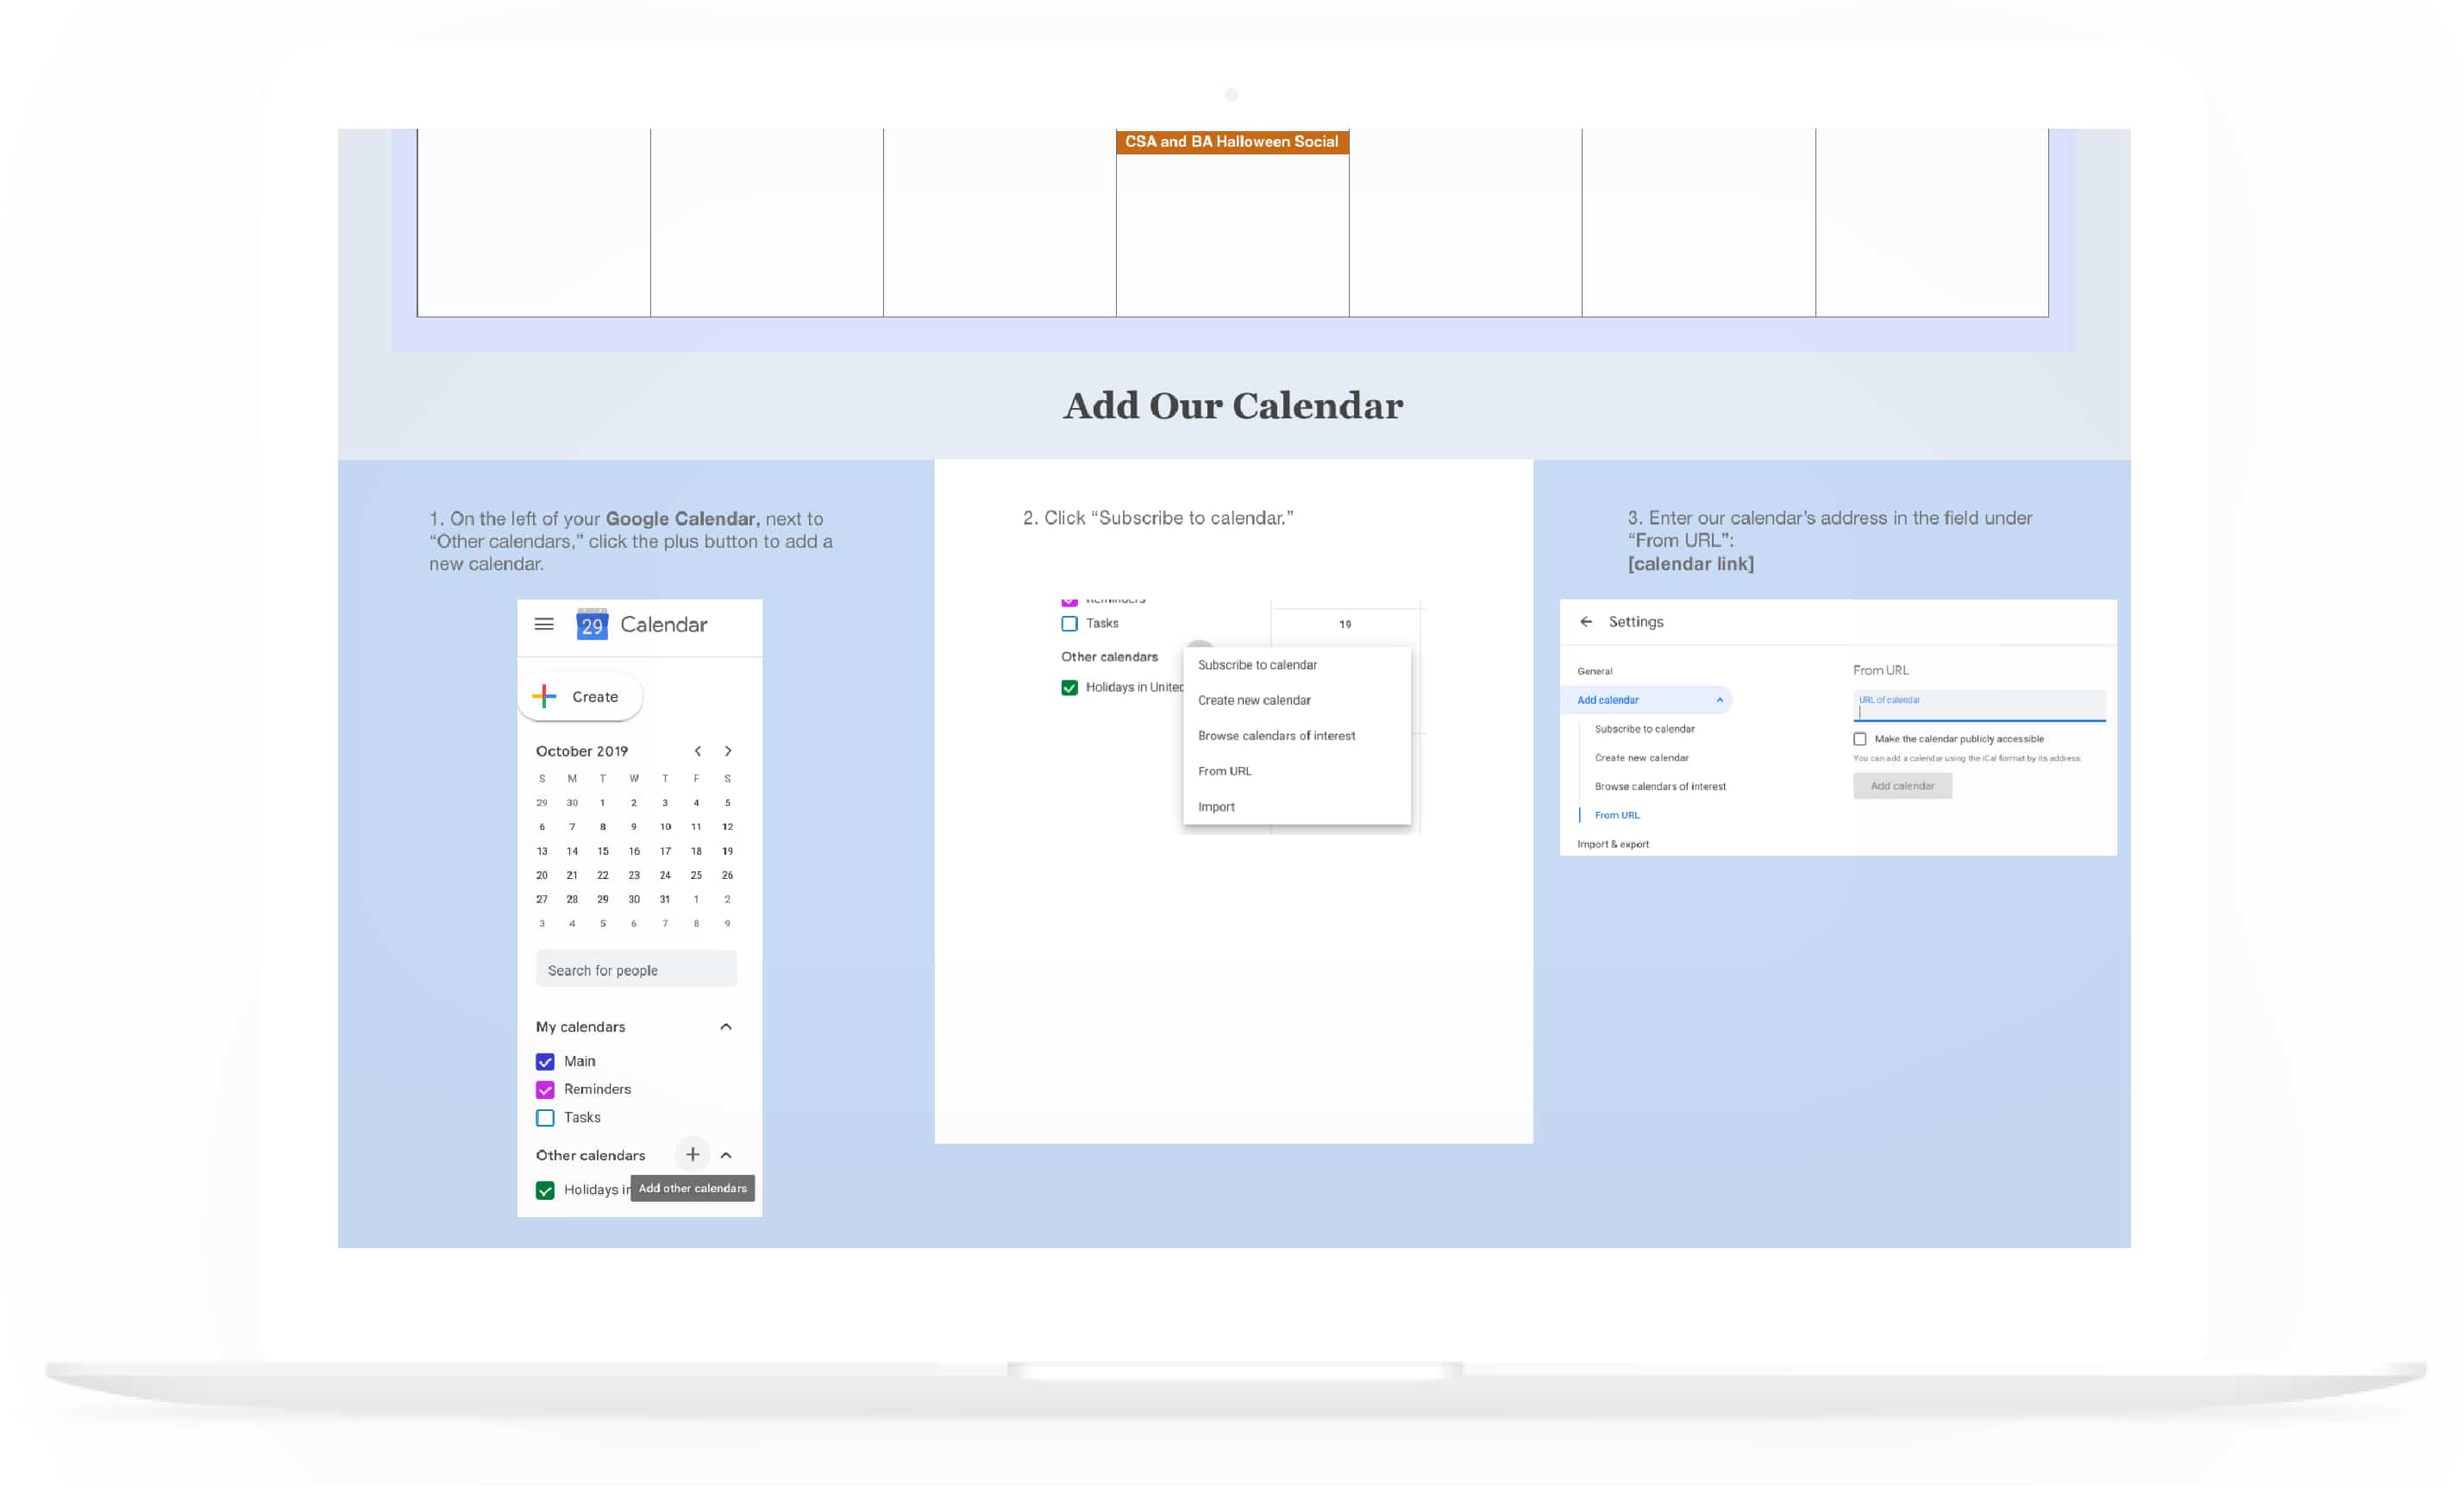 CSA and BA Halloween Social
Add Our Calendar
1. On the left of your Google Calendar, next to
“Other calendars,” click the plus button to add a
new calendar.
29 Calendar
Create
October 2019
S M T W T F S
29 30 1 2 3 4 5
6 7 8 9 10 11 12
13 14 15 16 17 18 19
20 21 22 23 24 25 26
27 28 29 30 31 1 2
3 4 5 6 7 8 9
Search for people
My calendars
Main
Reminders
Tasks
Other calendars
Holidays in
Add other calendars
2. Click “Subscribe to calendar.”
Reminders
Tasks
19
Other calendars
Holidays in United
Subscribe to calendar
Create new calendar
Browse calendars of interest
From URL
Import
3. Enter our calendar’s address in the field under
“From URL”:
[calendar link]
Settings
General
Add calendar
Subscribe to calendar
Create new calendar
Browse calendars of interest
From URL
Import & export
From URL
URL of calendar
Make the calendar publicly accessible
You can add a calendar using the iCal format by its address.
Add calendar